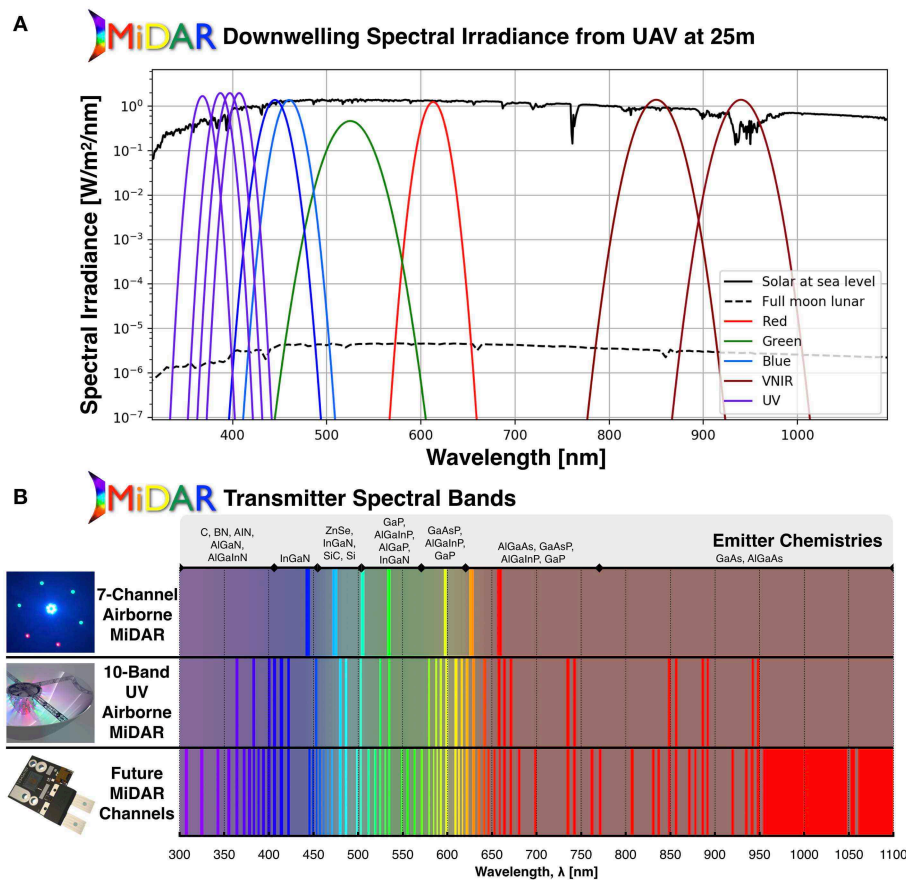 A
MiDAR Downwelling Spectral Irradiance from UAV at 25m
Spectral Irradiance [W/m²/nm]
10⁰
10⁻¹
10⁻²
10⁻³
10⁻⁴
10⁻⁵
10⁻⁶
10⁻⁷
Solar at sea level
Full moon lunar
Red
Green
Blue
VNIR
UV
400 500 600 700 800 900 1000
Wavelength [nm]
B
MiDAR Transmitter Spectral Bands
C, BN, AlN,
AlGaN,
AlGaInN
InGaN
ZnSe,
InGaN,
SiC, Si
GaP,
AlGaInP,
AlGaP,
InGaN
GaAsP,
AlGaInP,
GaP
AlGaAs, GaAsP,
AlGaInP, GaP
Emitter Chemistries
GaAs, AlGaAs
7-Channel
Airborne
MiDAR
10-Band
UV
Airborne
MiDAR
Future
MiDAR
Channels
300 350 400 450 500 550 600 650 700 750 800 850 900 950 1000 1050 1100
Wavelength, λ [nm]